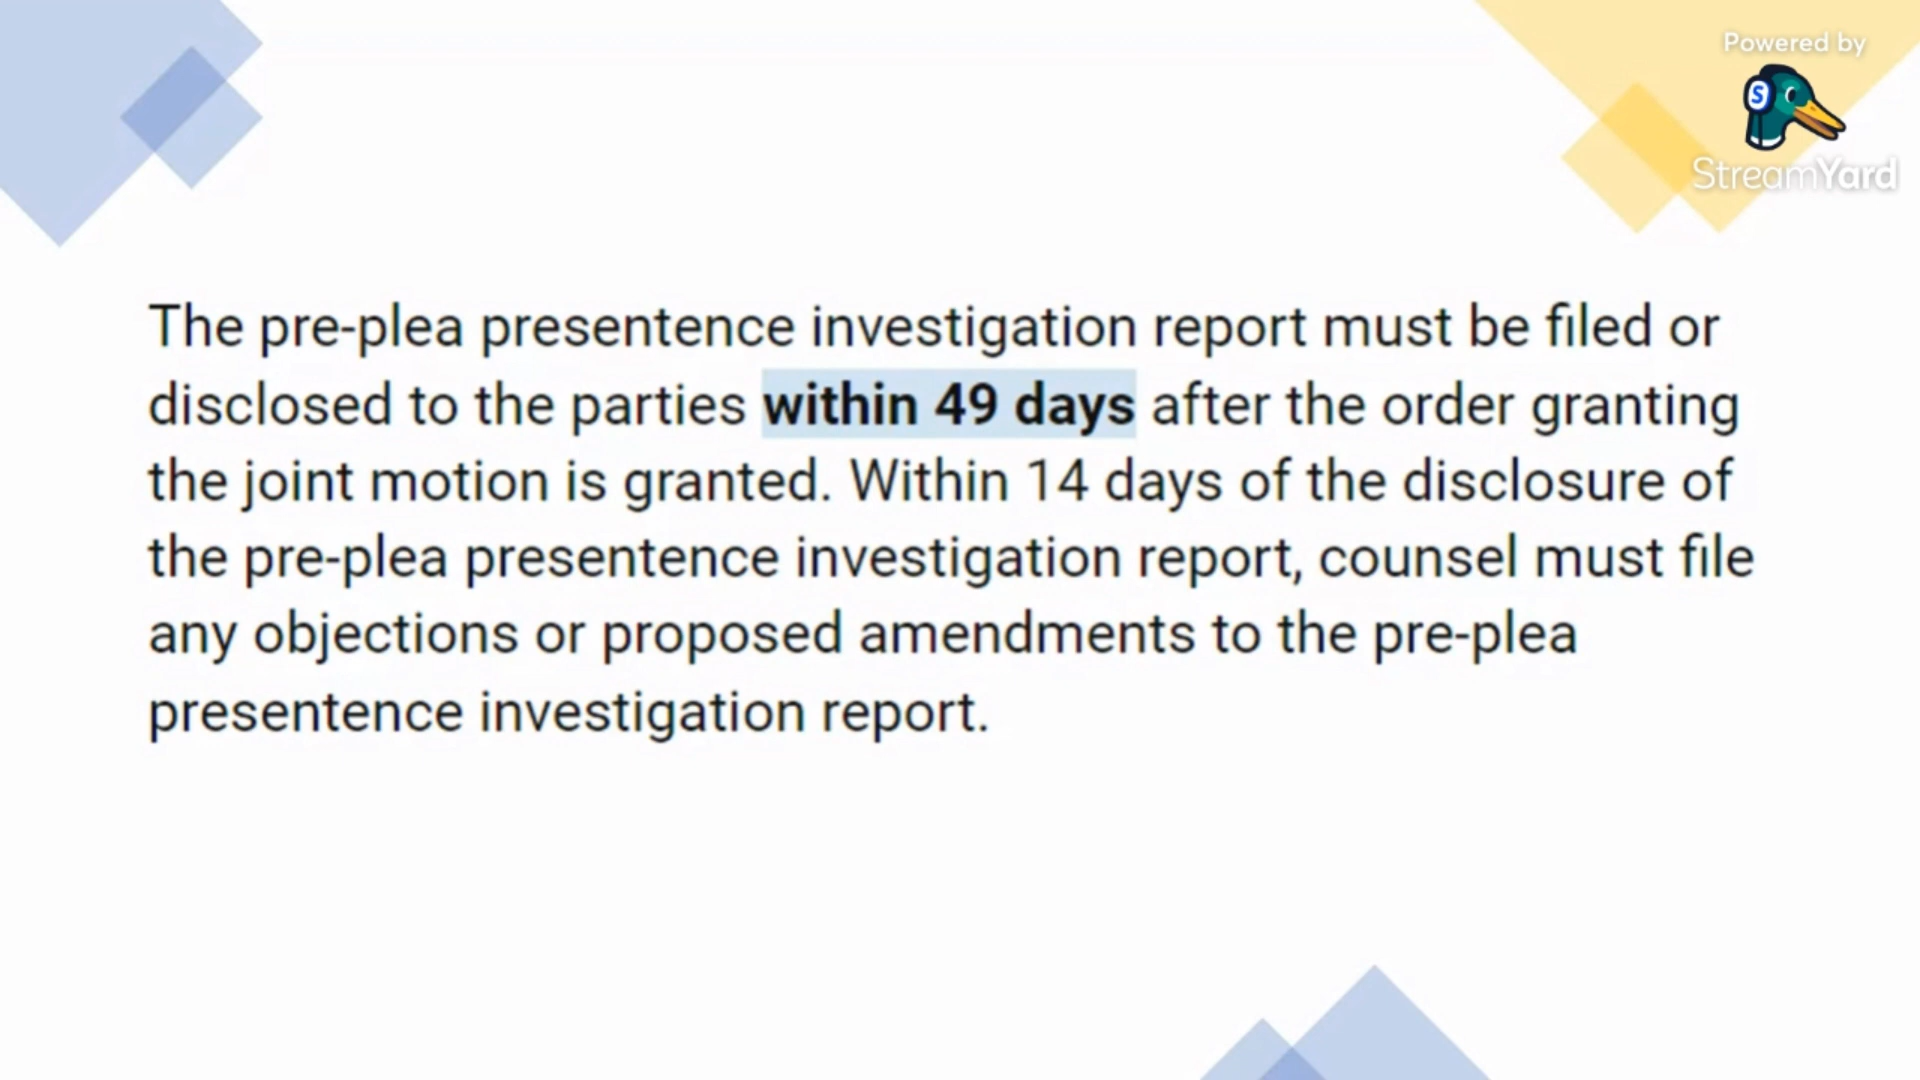 Powered by
S
StreamYard
The pre-plea presentence investigation report must be filed or
disclosed to the parties within 49 days after the order granting
the joint motion is granted. Within 14 days of the disclosure of
the pre-plea presentence investigation report, counsel must file
any objections or proposed amendments to the pre-plea
presentence investigation report.